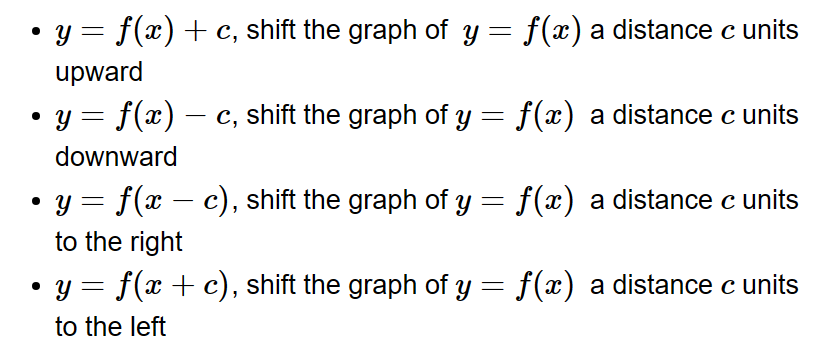 • y = f(x) + c, shift the graph of y = f(x) a distance c units
upward
• y = f(x) − c, shift the graph of y = f(x) a distance c units
downward
• y = f(x − c), shift the graph of y = f(x) a distance c units
to the right
• y = f(x + c), shift the graph of y = f(x) a distance c units
to the left